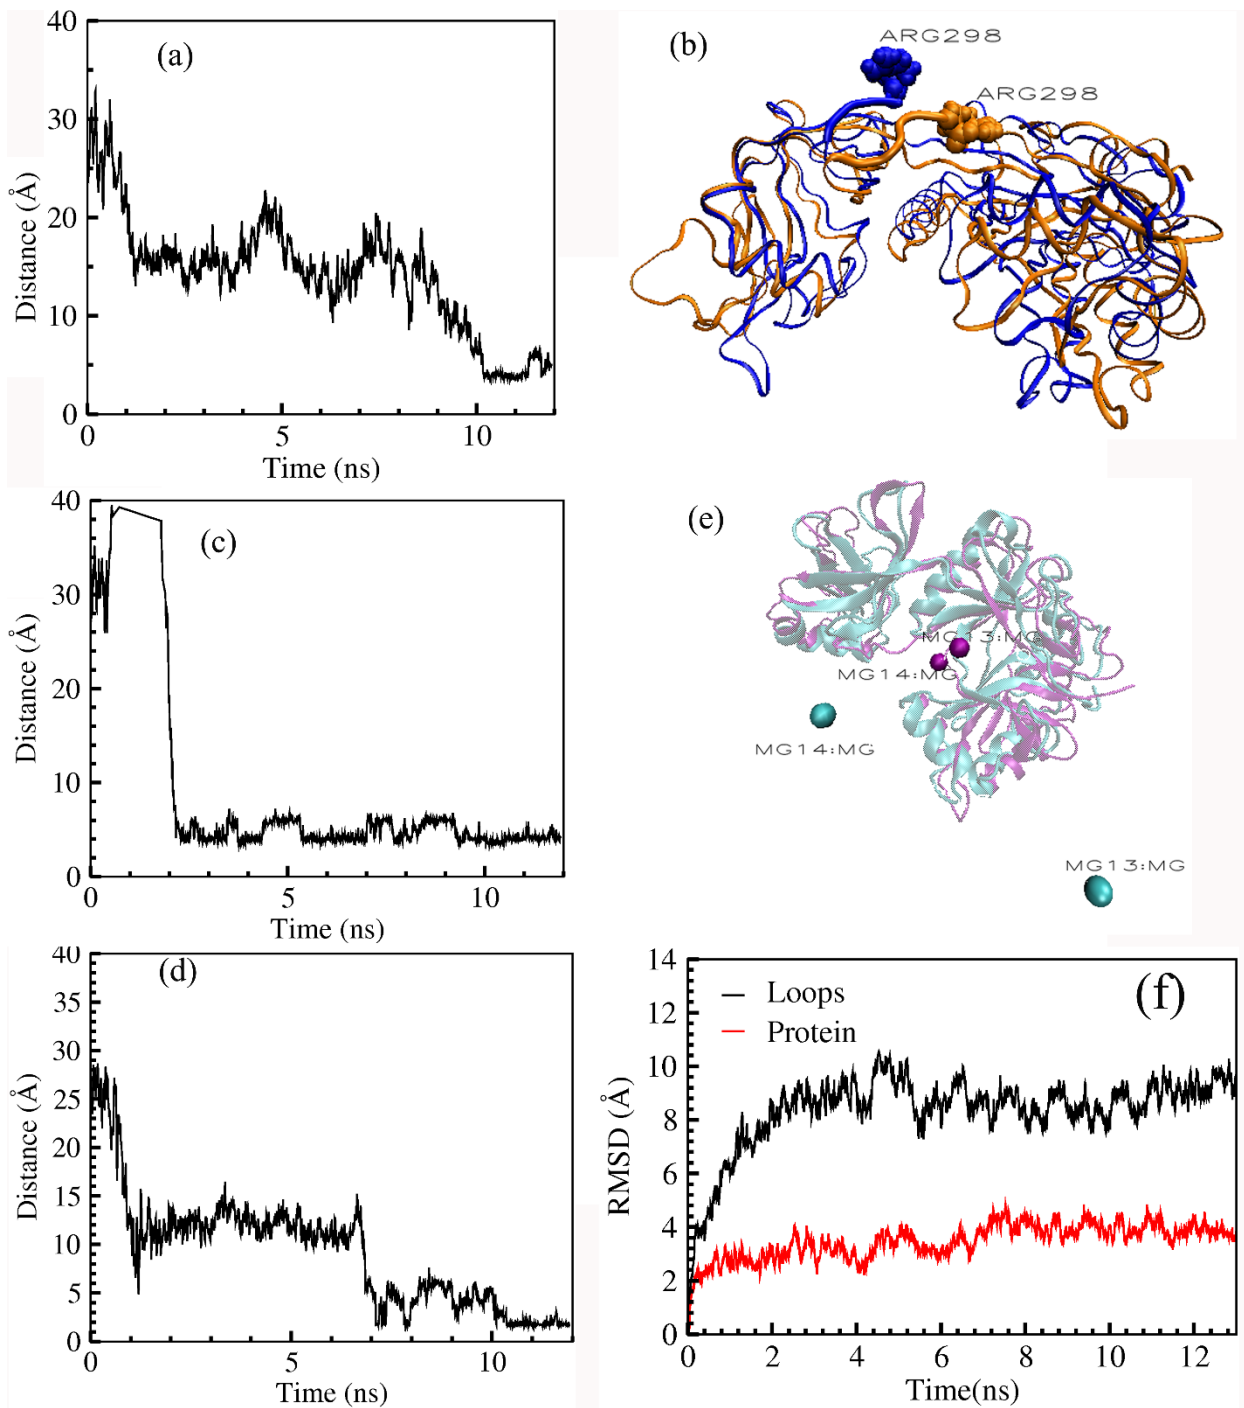 (a)
40
30
20
10
0
Distance (Å)
0 5 10
Time (ns)
(b)
ARG298
ARG298
(c)
40
30
20
10
0
Distance (Å)
0 5 10
Time (ns)
(e)
MG13:MG
MG14:MG
MG14:MG
MG13:MG
(d)
40
35
30
25
20
15
10
5
0
Distance (Å)
0 5 10
Time (ns)
(f)
14
12
10
8
6
4
2
0
RMSD (Å)
Loops
Protein
0 2 4 6 8 10 12
Time(ns)